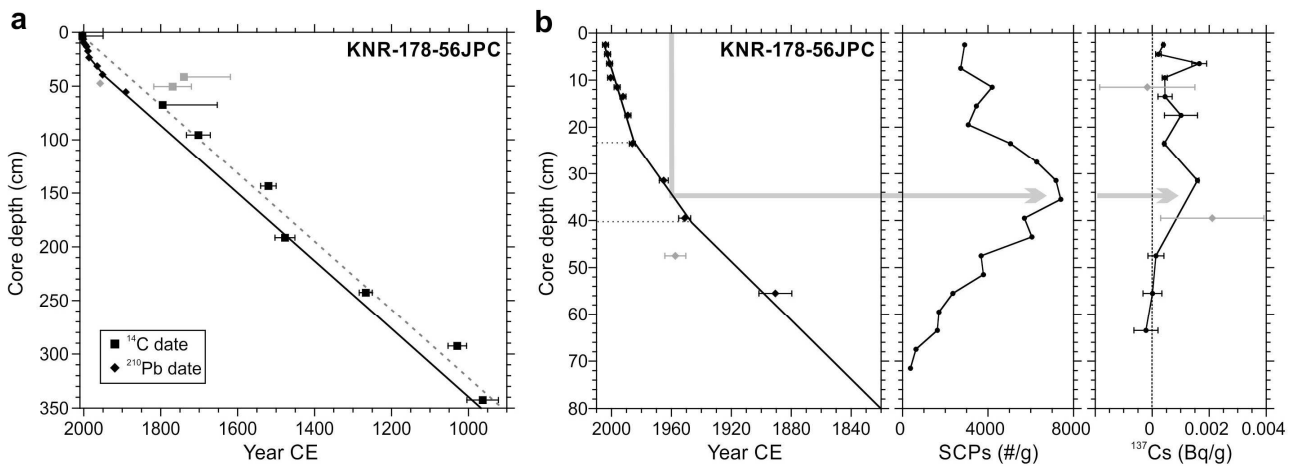 a
KNR-178-56JPC
0
50
100
150
200
250
300
350
Core depth (cm)
¹⁴C date
²¹⁰Pb date
2000 1800 1600 1400 1200 1000
Year CE
b
KNR-178-56JPC
0
10
20
30
40
50
60
70
80
Core depth (cm)
2000 1960 1920 1880 1840
Year CE
0 4000 8000
SCPs (#/g)
0 0.002 0.004
¹³⁷Cs (Bq/g)